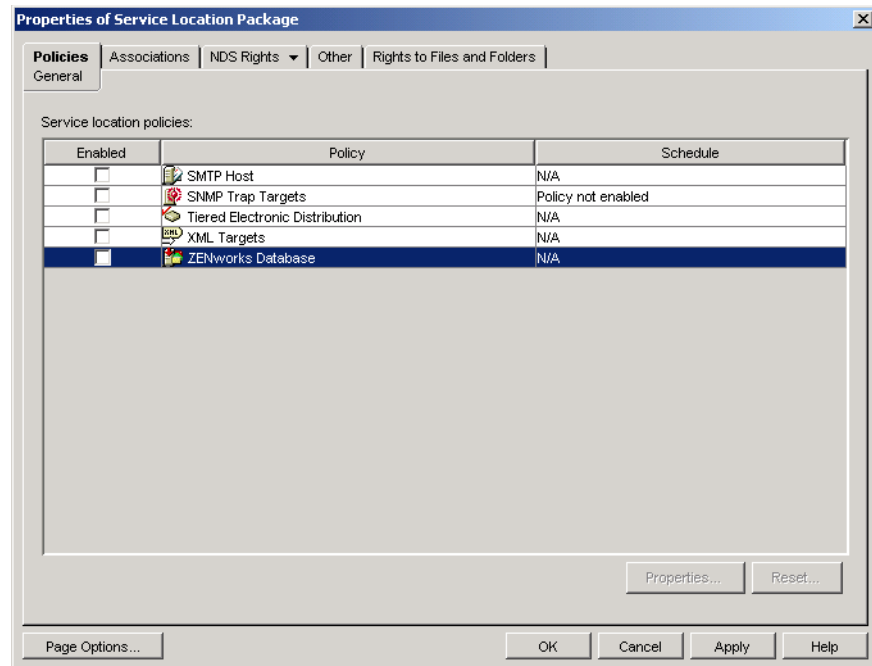 Properties of Service Location Package
Policies Associations NDS Rights Other Rights to Files and Folders
General
Service location policies:
Enabled Policy Schedule
SMTP Host N/A
SNMP Trap Targets Policy not enabled
Tiered Electronic Distribution N/A
XML XML Targets N/A
ZENworks Database N/A
Properties... Reset...
Page Options... OK Cancel Apply Help